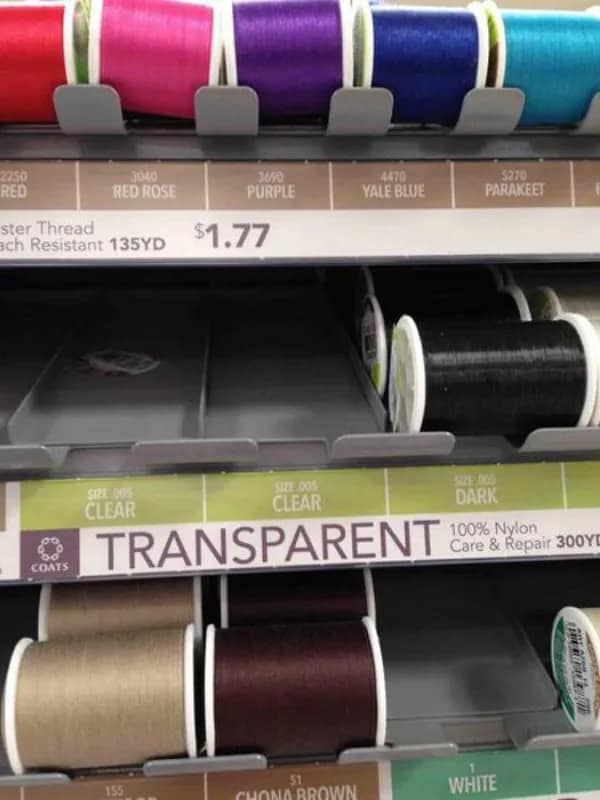 2250
RED
3040
RED ROSE
3690
PURPLE
4470
YALE BLUE
5270
PARAKEET
ster Thread
ach Resistant 135YD
$1.77
SIZE .005
CLEAR
SIZE .005
CLEAR
SIZE .005
DARK
COATS
TRANSPARENT
100% Nylon
Care & Repair 300YD
155
51
CHONA BROWN
1
WHITE